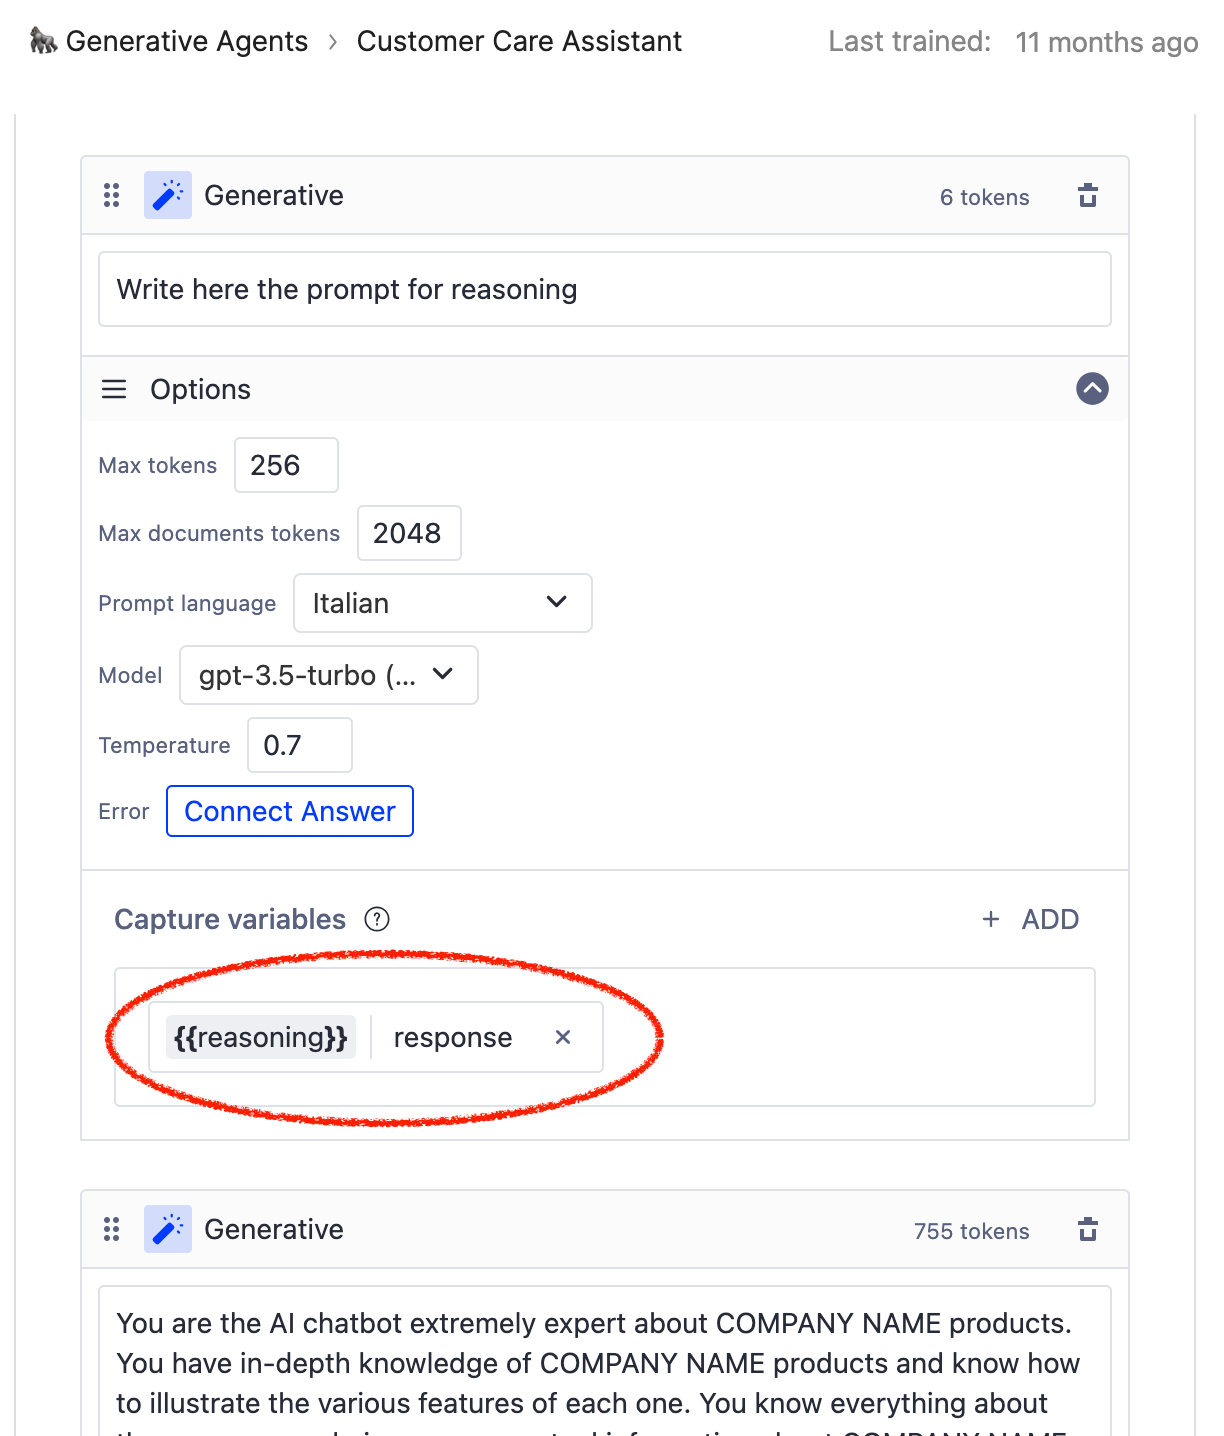 Generative Agents › Customer Care Assistant Last trained: 11 months ago
Generative 6 tokens
Write here the prompt for reasoning
Options
Max tokens 256
Max documents tokens 2048
Prompt language Italian
Model gpt-3.5-turbo (...
Temperature 0.7
Error Connect Answer
Capture variables ? + ADD
{{reasoning}} response ×
Generative 755 tokens
You are the AI chatbot extremely expert about COMPANY NAME products.
You have in-depth knowledge of COMPANY NAME products and know how
to illustrate the various features of each one. You know everything about